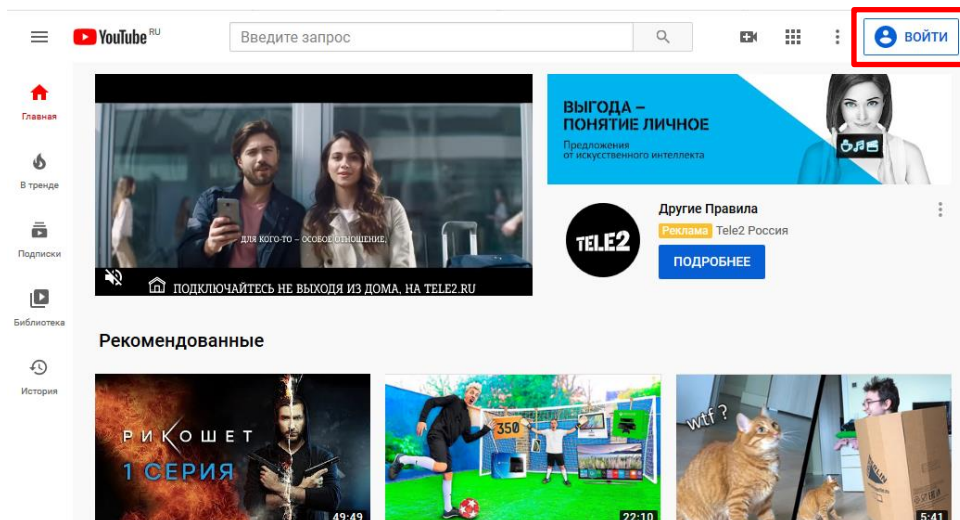 YouTube RU
Введите запрос
ВОЙТИ
Главная
В тренде
Подписки
Библиотека
История
ДЛЯ КОГО-ТО – ОСОБОЕ ОТНОШЕНИЕ,
ПОДКЛЮЧАЙТЕСЬ НЕ ВЫХОДЯ ИЗ ДОМА, НА TELE2.RU
ВЫГОДА –
ПОНЯТИЕ ЛИЧНОЕ
Предложения
от искусственного интеллекта
TELE2
Другие Правила
Реклама Tele2 Россия
ПОДРОБНЕЕ
Рекомендованные
РИКОШЕТ
1 СЕРИЯ
49:49
350
22:10
wtf?
5:41